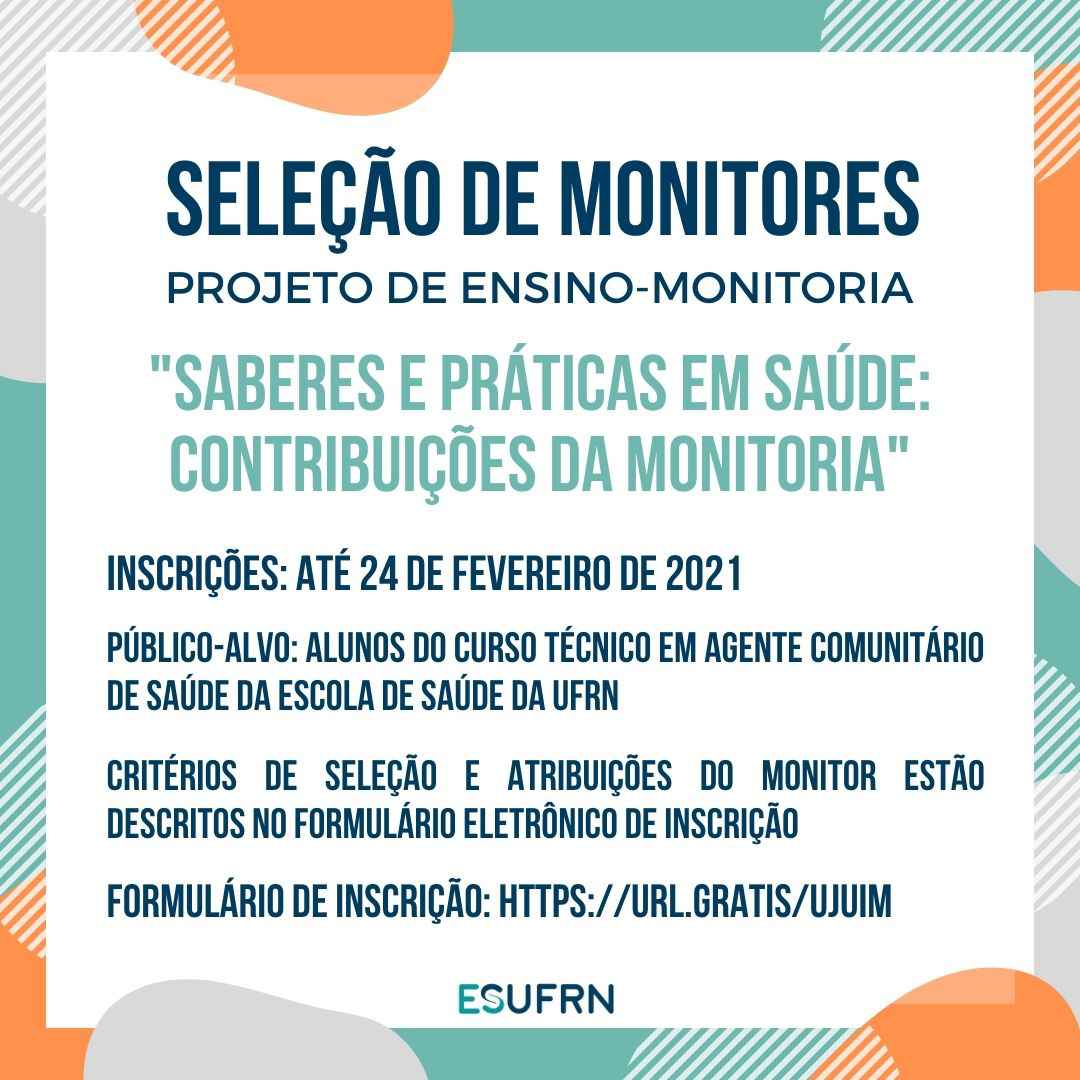 SELEÇÃO DE MONITORES
PROJETO DE ENSINO-MONITORIA
"SABERES E PRÁTICAS EM SAÚDE:
CONTRIBUIÇÕES DA MONITORIA"
INSCRIÇÕES: ATÉ 24 DE FEVEREIRO DE 2021
PÚBLICO-ALVO: ALUNOS DO CURSO TÉCNICO EM AGENTE COMUNITÁRIO
DE SAÚDE DA ESCOLA DE SAÚDE DA UFRN
CRITÉRIOS DE SELEÇÃO E ATRIBUIÇÕES DO MONITOR ESTÃO
DESCRITOS NO FORMULÁRIO ELETRÔNICO DE INSCRIÇÃO
FORMULÁRIO DE INSCRIÇÃO: HTTPS://URL.GRATIS/UJUIM
ESUFRN